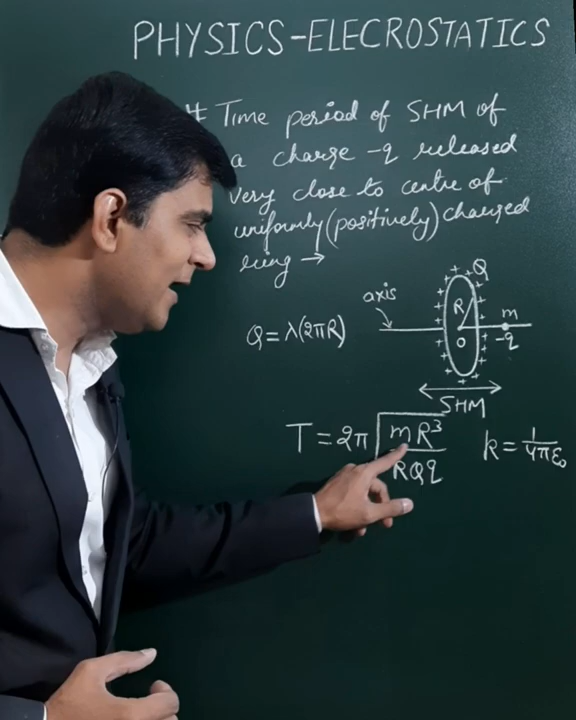 PHYSICS-ELECROSTATICS
# Time period of SHM of
a charge -q released
very close to centre of
uniformly (positively) charged
ring →
Q
axis
R
m
Q = λ(2πR)
O
-q
SHM
T = 2π √(mR³/RQq)
k = 1/4πε₀